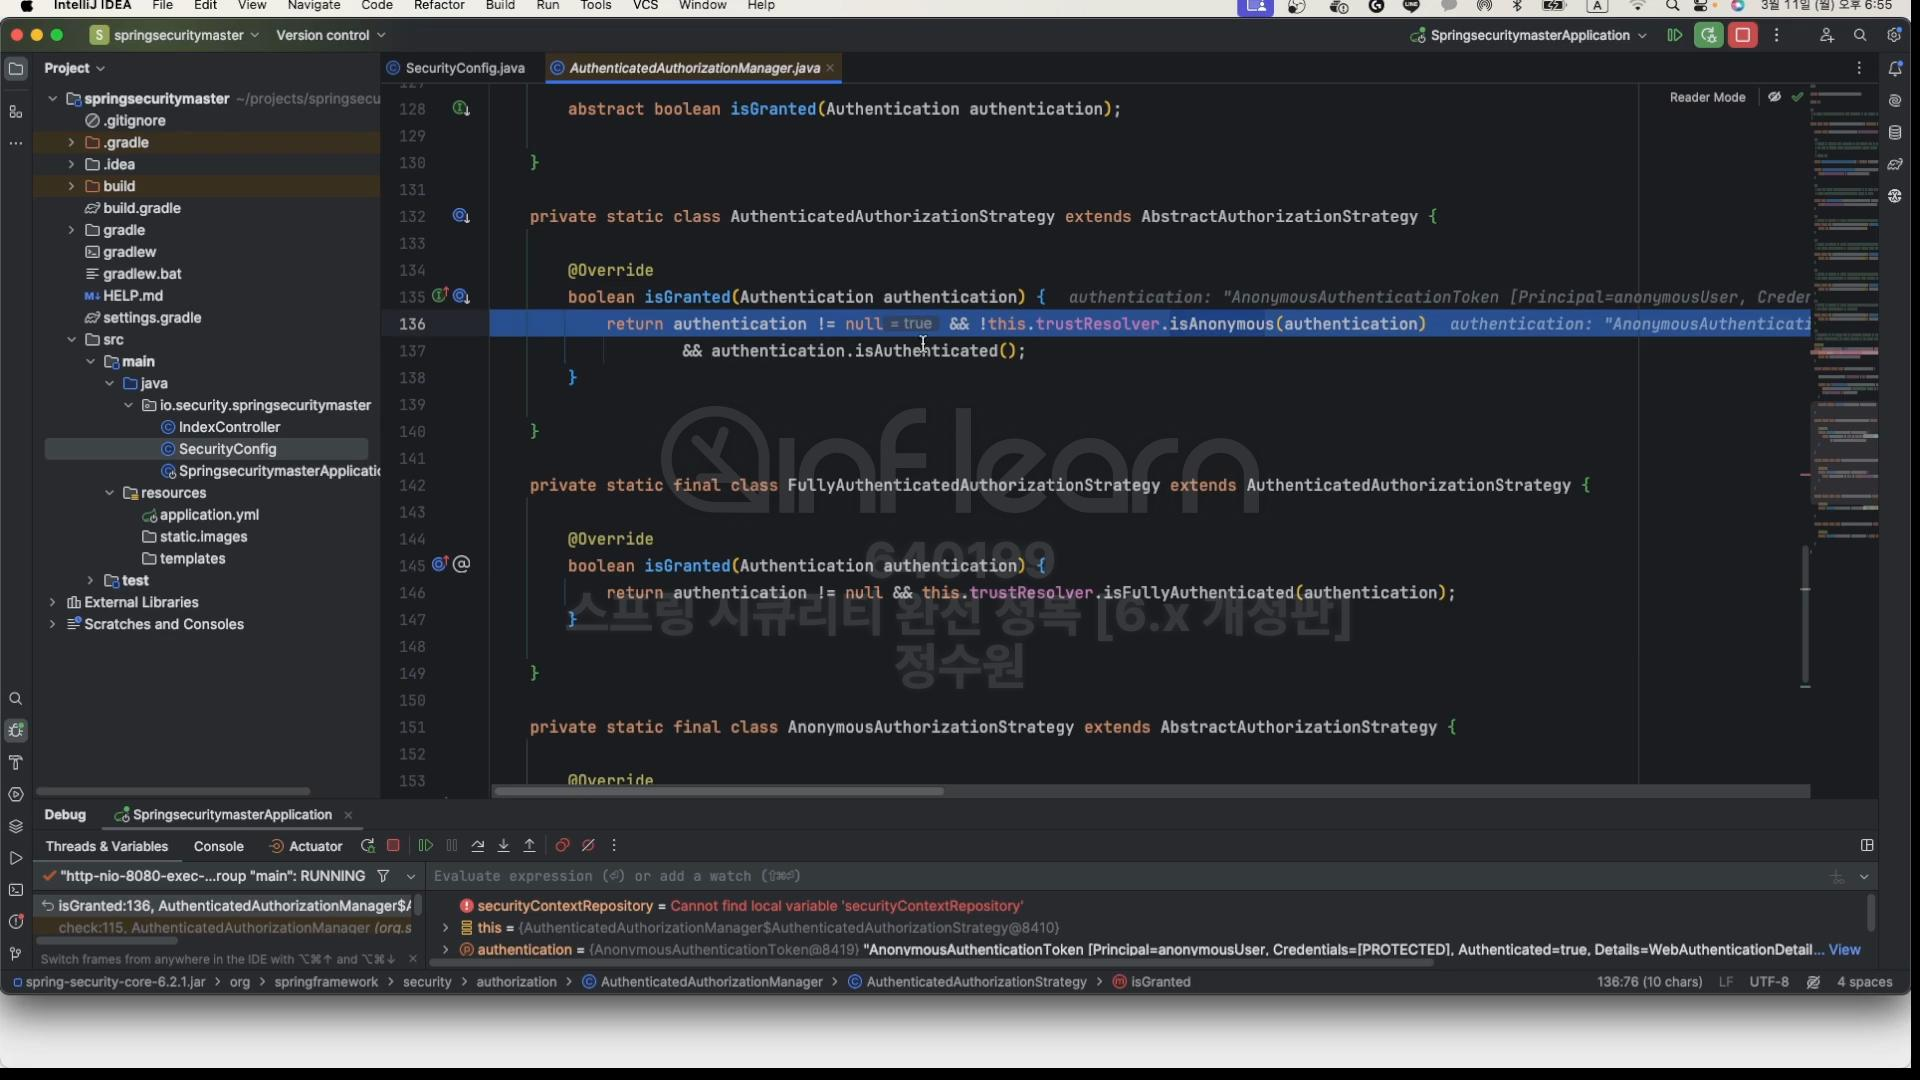 IntelliJ IDEA File Edit View Navigate Code Refactor Build Run Tools VCS Window Help A 3월 11일 (월) 오후 6:55
S springsecuritymaster Version control SpringsecuritymasterApplication
Project SecurityConfig.java AuthenticatedAuthorizationManager.java
Reader Mode
springsecuritymaster ~/projects/springsecu
.gitignore
.gradle
.idea
build
build.gradle
gradle
gradlew
gradlew.bat
HELP.md
settings.gradle
src
main
java
io.security.springsecuritymaster
IndexController
SecurityConfig
SpringsecuritymasterApplicatio
resources
application.yml
static.images
templates
test
External Libraries
Scratches and Consoles
128 abstract boolean isGranted(Authentication authentication);
129
130 }
131
132 private static class AuthenticatedAuthorizationStrategy extends AbstractAuthorizationStrategy {
133
134 @Override
135 boolean isGranted(Authentication authentication) { authentication: "AnonymousAuthenticationToken [Principal=anonymousUser, Creder
136 return authentication != null = true && !this.trustResolver.isAnonymous(authentication) authentication: "AnonymousAuthenticati
137 && authentication.isAuthenticated();
138 }
139
140 }
141
142 private static final class FullyAuthenticatedAuthorizationStrategy extends AuthenticatedAuthorizationStrategy {
143
144 @Override
145 boolean isGranted(Authentication authentication) {
146 return authentication != null && this.trustResolver.isFullyAuthenticated(authentication);
147 }
148
149 }
150
151 private static final class AnonymousAuthorizationStrategy extends AbstractAuthorizationStrategy {
152
153 @Override
inflearn
640199
스프링 시큐리티 완전 정복 [6.x 개정판]
정수원
Debug SpringsecuritymasterApplication
Threads & Variables Console Actuator
"http-nio-8080-exec-...roup "main": RUNNING Evaluate expression (⏎) or add a watch (⇧⌘⏎)
isGranted:136, AuthenticatedAuthorizationManager$A
check:115, AuthenticatedAuthorizationManager (org.s
Switch frames from anywhere in the IDE with ⌥⌘↑ and ⌥⌘↓
securityContextRepository = Cannot find local variable 'securityContextRepository'
this = {AuthenticatedAuthorizationManager$AuthenticatedAuthorizationStrategy@8410}
authentication = {AnonymousAuthenticationToken@8419} "AnonymousAuthenticationToken [Principal=anonymousUser, Credentials=[PROTECTED], Authenticated=true, Details=WebAuthenticationDetail... View
spring-security-core-6.2.1.jar > org > springframework > security > authorization > AuthenticatedAuthorizationManager > AuthenticatedAuthorizationStrategy > isGranted 136:76 (10 chars) LF UTF-8 4 spaces